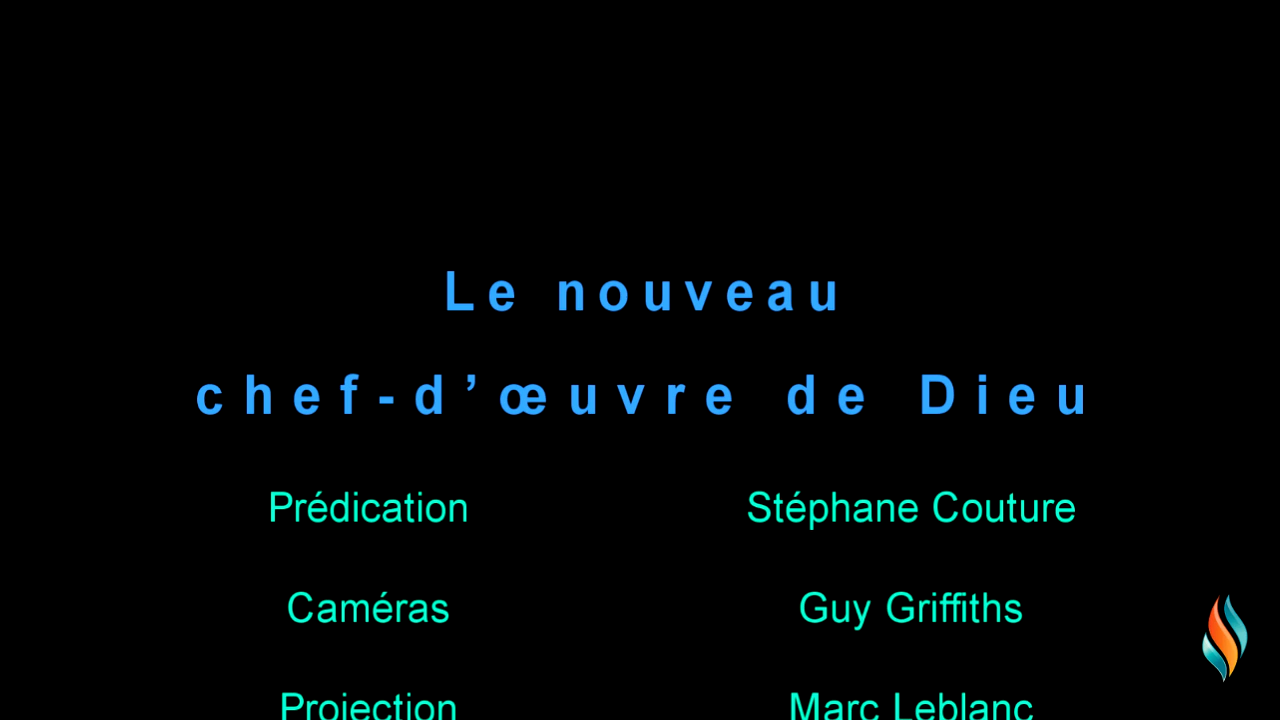 Le nouveau
chef-d’œuvre de Dieu
Prédication Stéphane Couture
Caméras Guy Griffiths
Projection Marc Leblanc